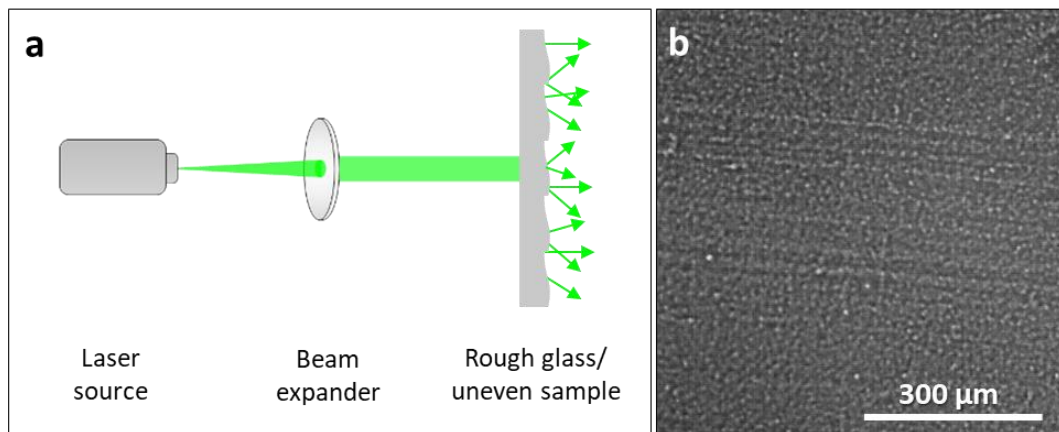 a
Laser
source
Beam
expander
Rough glass/
uneven sample
b
300 µm